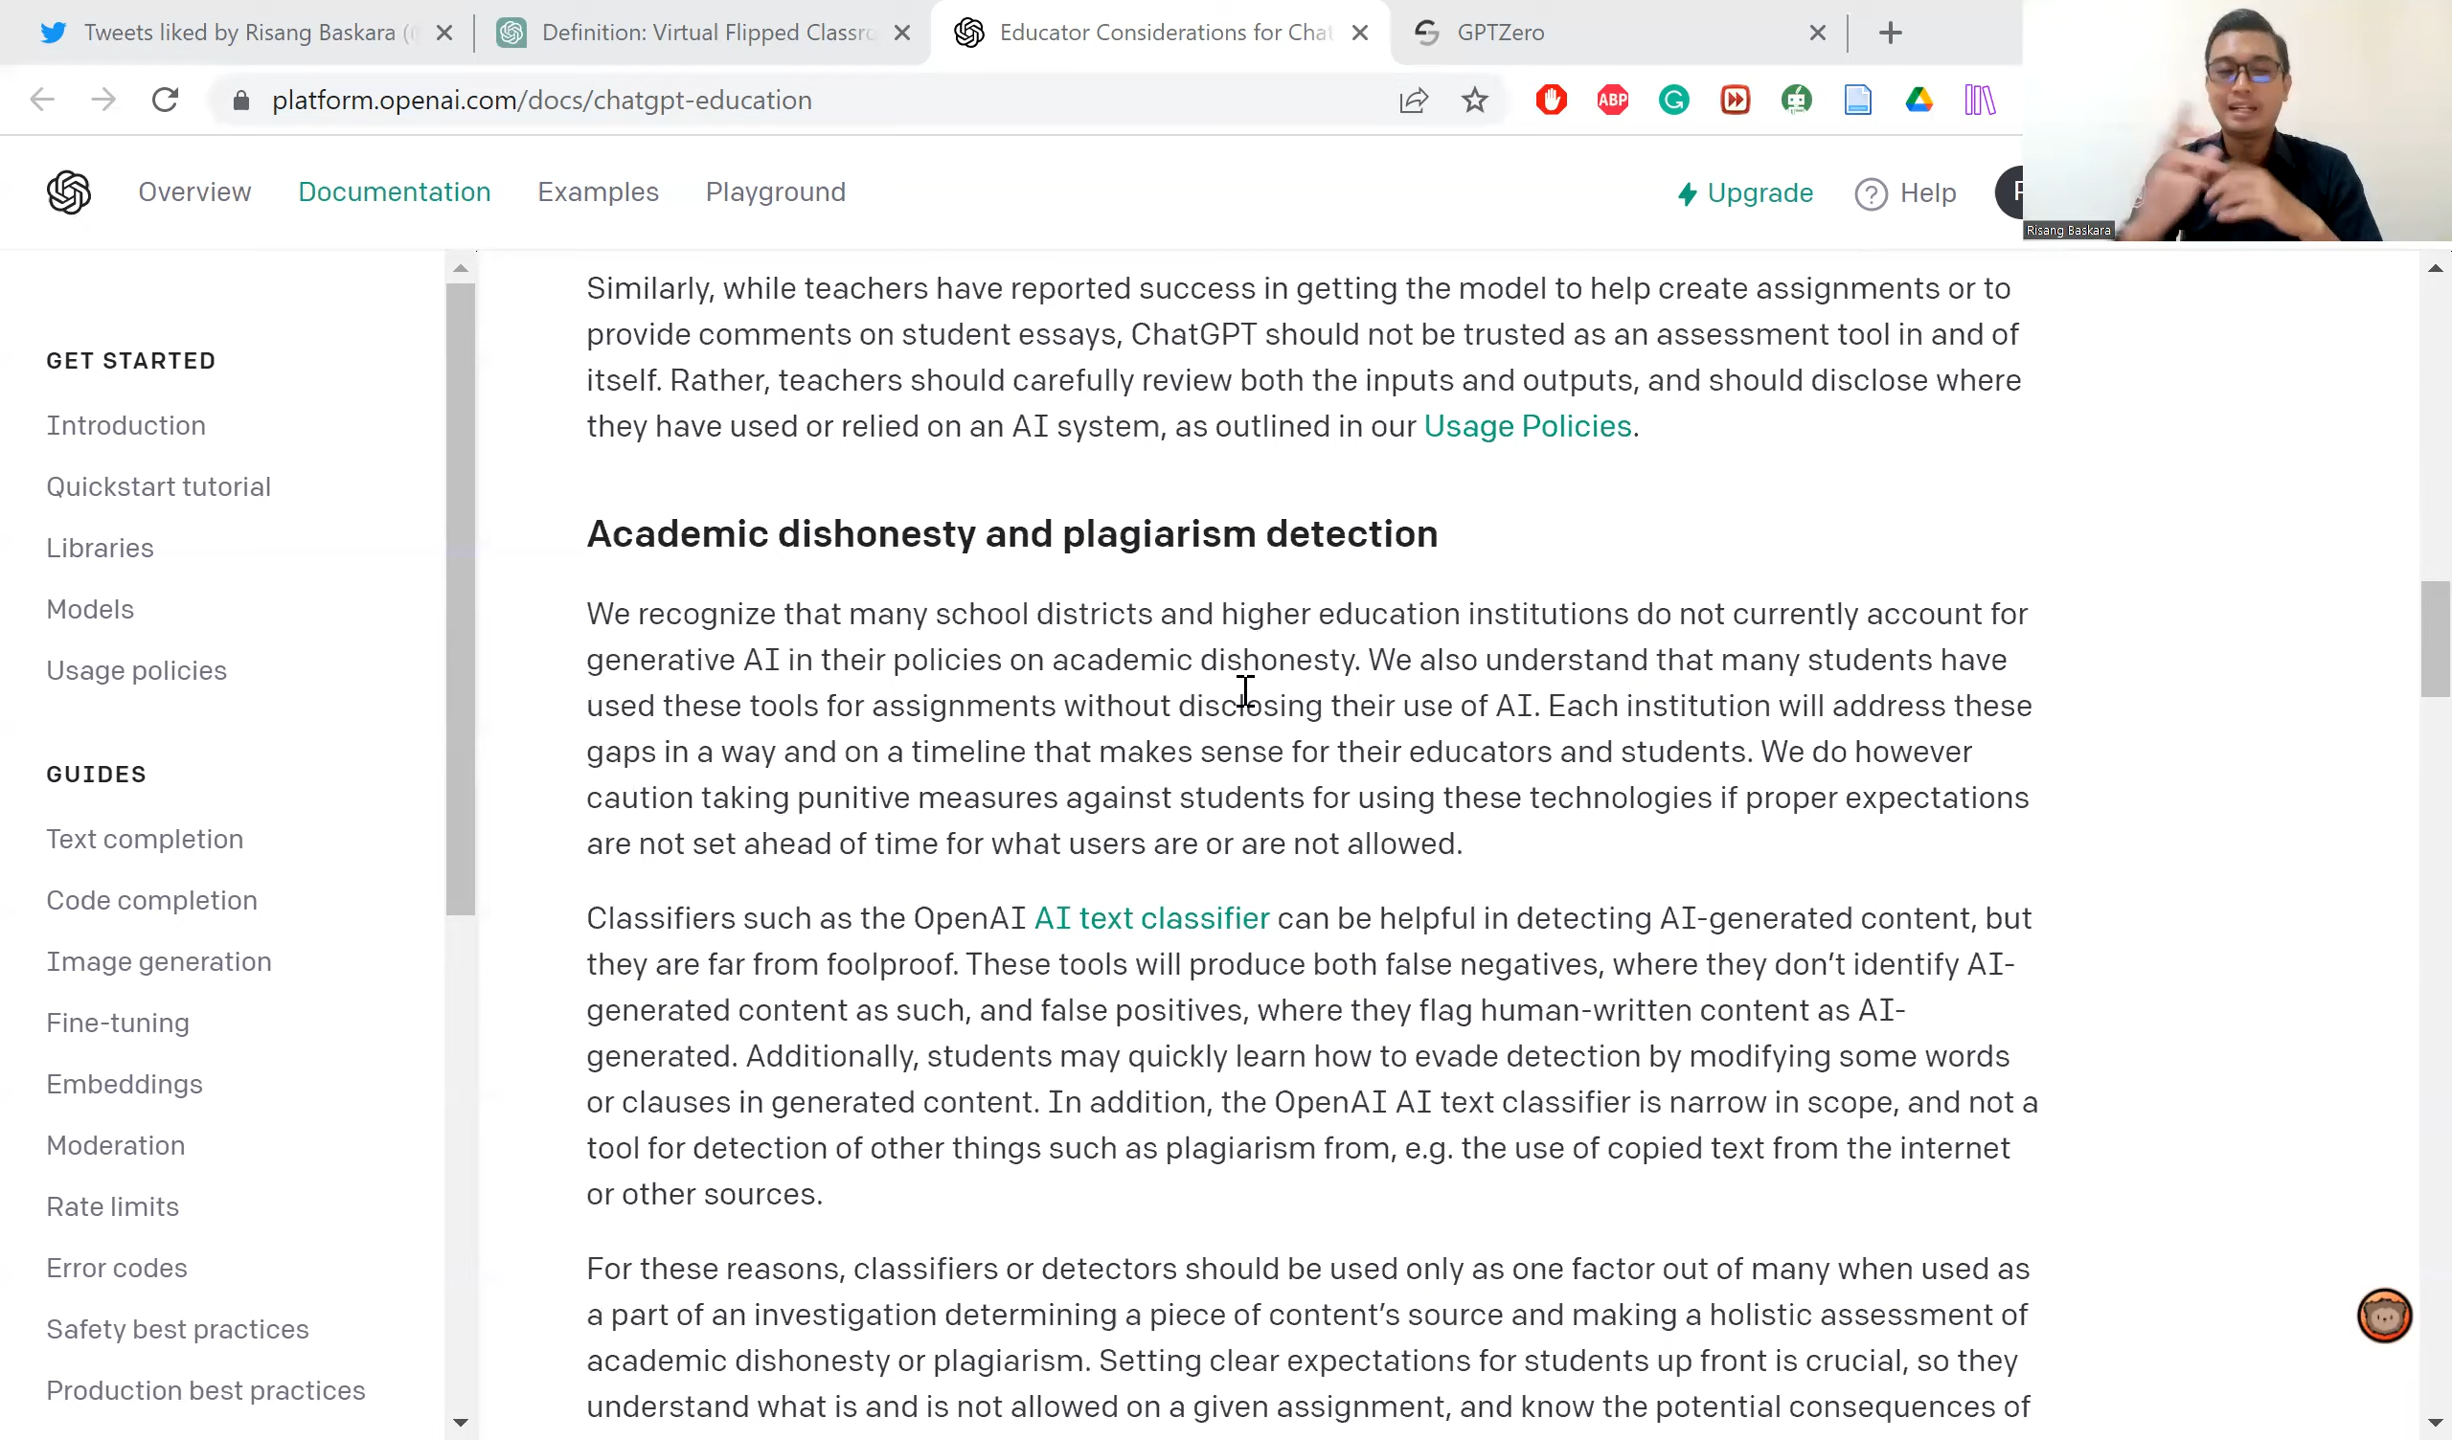 Tweets liked by Risang Baskara (
Definition: Virtual Flipped Classr
Educator Considerations for Chat
GPTZero
platform.openai.com/docs/chatgpt-education
ABP
Overview
Documentation
Examples
Playground
Upgrade
Help
Risang Baskara
GET STARTED
Introduction
Quickstart tutorial
Libraries
Models
Usage policies
GUIDES
Text completion
Code completion
Image generation
Fine-tuning
Embeddings
Moderation
Rate limits
Error codes
Safety best practices
Production best practices
Similarly, while teachers have reported success in getting the model to help create assignments or to
provide comments on student essays, ChatGPT should not be trusted as an assessment tool in and of
itself. Rather, teachers should carefully review both the inputs and outputs, and should disclose where
they have used or relied on an AI system, as outlined in our Usage Policies.
Academic dishonesty and plagiarism detection
We recognize that many school districts and higher education institutions do not currently account for
generative AI in their policies on academic dishonesty. We also understand that many students have
used these tools for assignments without disclosing their use of AI. Each institution will address these
gaps in a way and on a timeline that makes sense for their educators and students. We do however
caution taking punitive measures against students for using these technologies if proper expectations
are not set ahead of time for what users are or are not allowed.
Classifiers such as the OpenAI AI text classifier can be helpful in detecting AI-generated content, but
they are far from foolproof. These tools will produce both false negatives, where they don’t identify AI-
generated content as such, and false positives, where they flag human-written content as AI-
generated. Additionally, students may quickly learn how to evade detection by modifying some words
or clauses in generated content. In addition, the OpenAI AI text classifier is narrow in scope, and not a
tool for detection of other things such as plagiarism from, e.g. the use of copied text from the internet
or other sources.
For these reasons, classifiers or detectors should be used only as one factor out of many when used as
a part of an investigation determining a piece of content’s source and making a holistic assessment of
academic dishonesty or plagiarism. Setting clear expectations for students up front is crucial, so they
understand what is and is not allowed on a given assignment, and know the potential consequences of